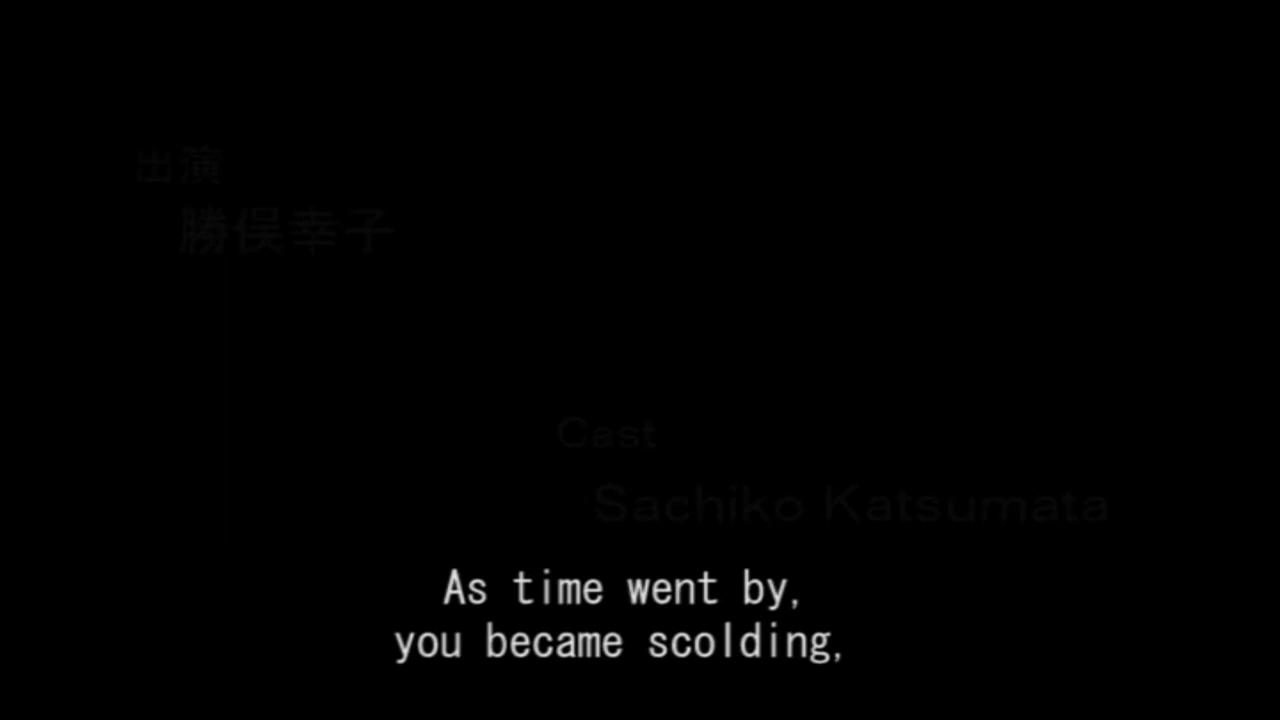 出演
勝俣幸子
Cast
Sachiko Katsumata
As time went by,
you became scolding,